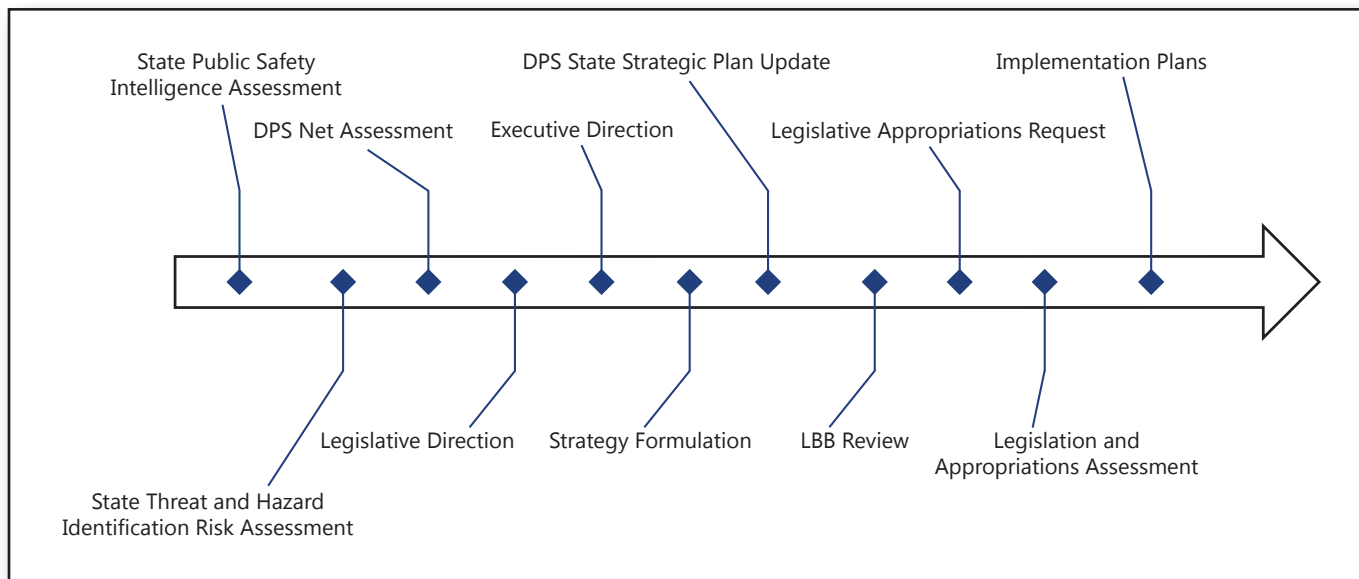 State Public Safety
Intelligence Assessment
DPS State Strategic Plan Update
Implementation Plans
DPS Net Assessment
Executive Direction
Legislative Appropriations Request
Legislative Direction
Strategy Formulation
LBB Review
Legislation and
Appropriations Assessment
State Threat and Hazard
Identification Risk Assessment